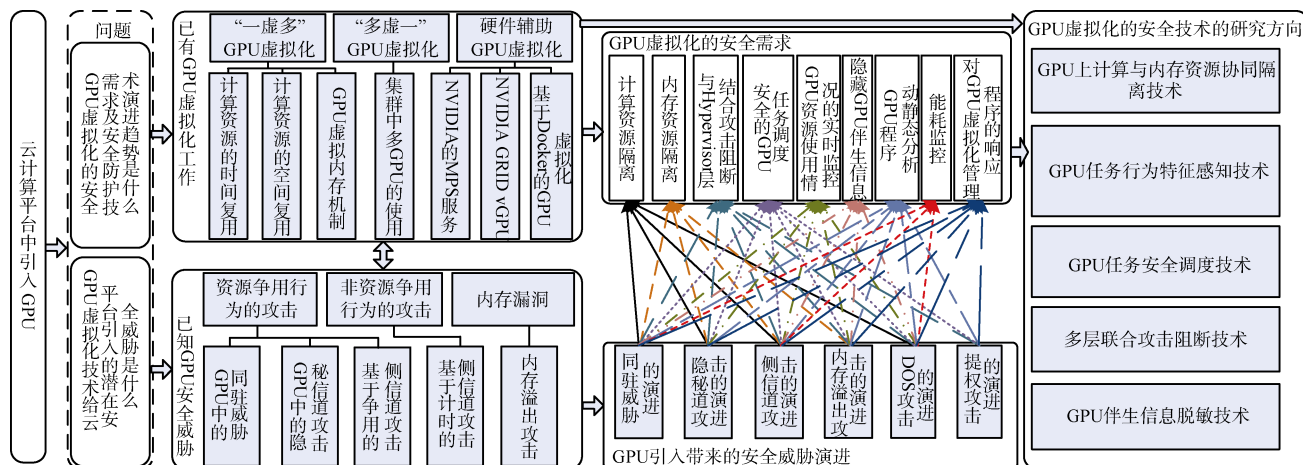 云计算平台中引入 GPU
问题
GPU虚拟化的安全
需求及安全防护技
术演进趋势是什么
GPU虚拟化技术给云
平台引入的潜在安
全威胁是什么
已有GPU虚拟化工作
“一虚多”
GPU虚拟化
“多虚一”
GPU虚拟化
硬件辅助
GPU虚拟化
计算资源的时间复用
计算资源的空间复用
GPU虚拟内存机制
集群中多GPU的使用
NVIDIA的MPS服务
NVIDIA GRID vGPU
基于Docker的GPU
虚拟化
已知GPU安全威胁
资源争用行
为的攻击
非资源争用
行为的攻击
内存漏洞
GPU中的
同驻威胁
GPU中的隐
秘信道攻击
基于争用的
侧信道攻击
基于计时的
侧信道攻击
内存溢出攻击
GPU虚拟化的安全需求
计算资源隔离
内存资源隔离
与Hypervisor层
结合攻击阻断
安全的GPU
任务调度
GPU资源使用情
况的实时监控
隐藏GPU伴生信息
GPU程序
动静态分析
能耗监控
对GPU虚拟化管理
程序的响应
同驻威胁
的演进
隐秘道攻
击的演进
侧信道攻
击的演进
内存溢出攻
击的演进
DOS攻击
的演进
提权攻击
的演进
GPU引入带来的安全威胁演进
GPU虚拟化的安全技术的研究方向
GPU上计算与内存资源协同隔
离技术
GPU任务行为特征感知技术
GPU任务安全调度技术
多层联合攻击阻断技术
GPU伴生信息脱敏技术